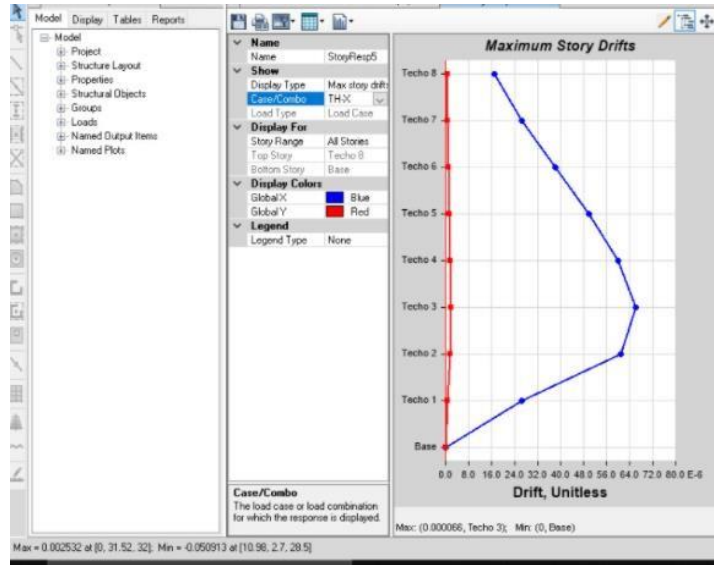 Model Display Tables Reports
Model
Project
Structure Layout
Properties
Structural Objects
Groups
Loads
Named Output Items
Named Plots
Name
Name StoryResp5
Show
Display Type Max story drifts
Case/Combo TH-X
Load Type Load Case
Display For
Story Range All Stories
Top Story Techo 8
Bottom Story Base
Display Colors
Global X Blue
Global Y Red
Legend
Legend Type None
Case/Combo
The load case or load combination
for which the response is displayed.
Maximum Story Drifts
Techo 8
Techo 7
Techo 6
Techo 5
Techo 4
Techo 3
Techo 2
Techo 1
Base
0.0 8.0 16.0 24.0 32.0 40.0 48.0 56.0 64.0 72.0 80.0 E-6
Drift, Unitless
Max: (0.000066, Techo 3); Min: (0, Base)
Max = 0.002532 at [0, 31.52, 32]; Min = -0.050913 at [10.98, 2.7, 28.5]